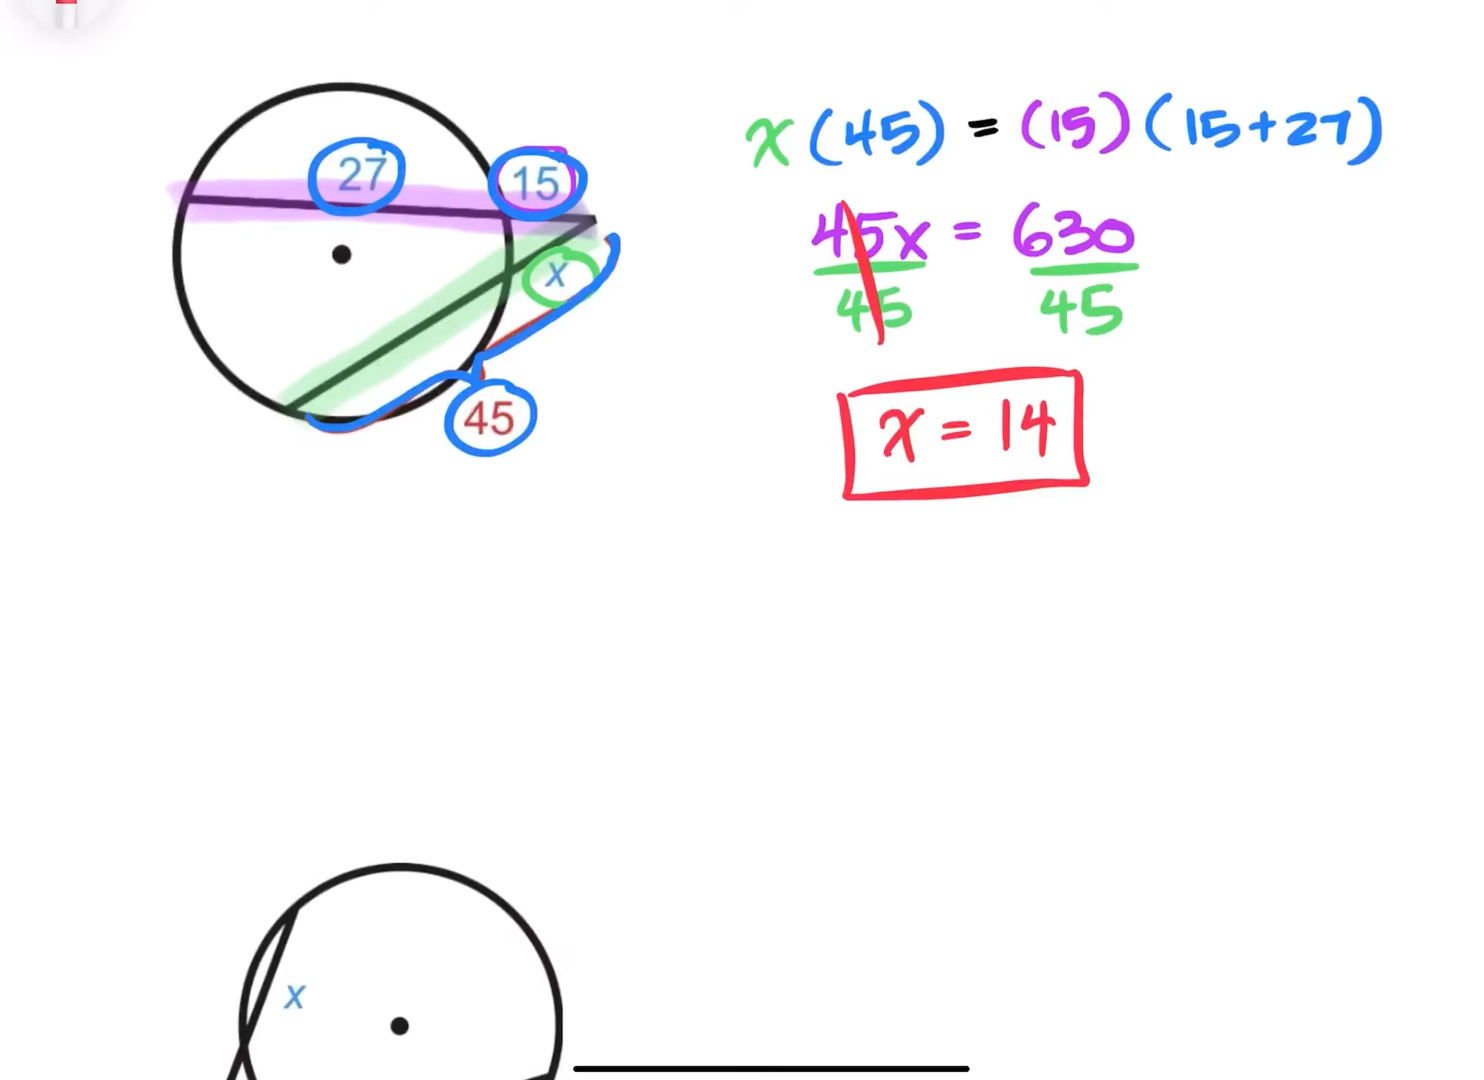 27
15
x
45
x (45) = (15) (15+27)
45x = 630
45 45
x = 14
x